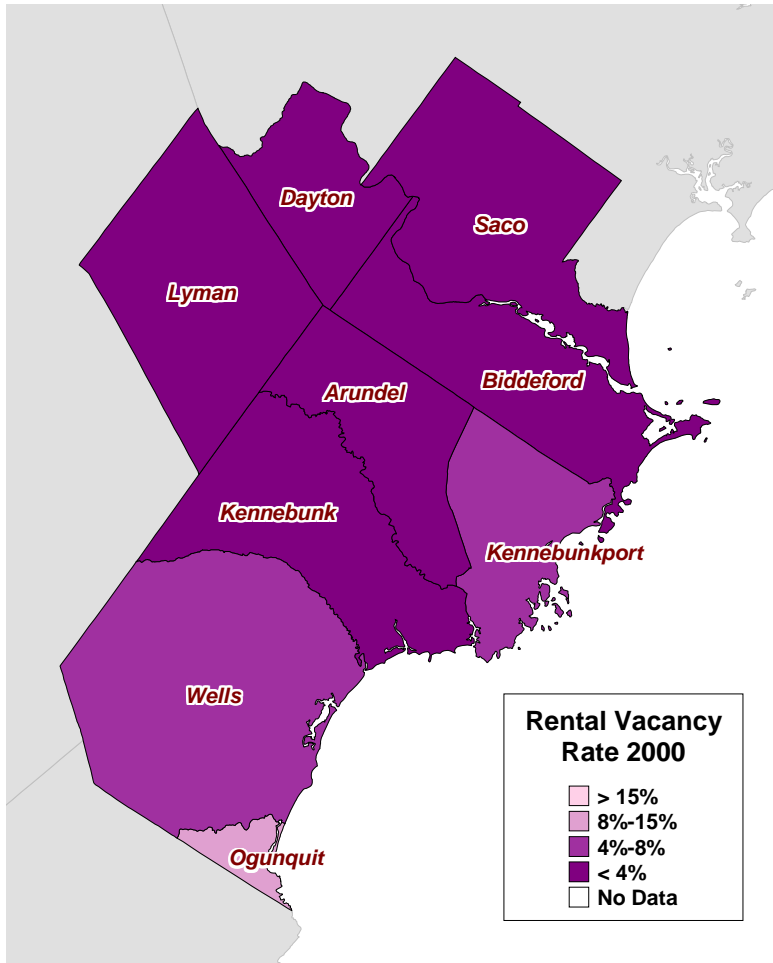 Dayton
Saco
Lyman
Biddeford
Arundel
Kennebunk
Kennebunkport
Wells
Ogunquit
Rental Vacancy
Rate 2000
> 15%
8%-15%
4%-8%
< 4%
No Data